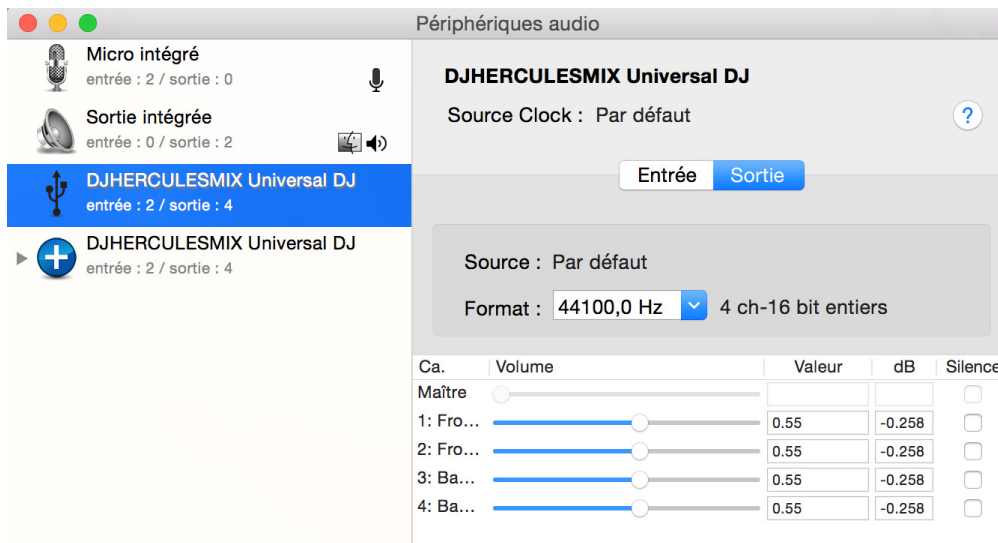 Périphériques audio
Micro intégré
entrée : 2 / sortie : 0
Sortie intégrée
entrée : 0 / sortie : 2
DJHERCULESMIX Universal DJ
entrée : 2 / sortie : 4
DJHERCULESMIX Universal DJ
entrée : 2 / sortie : 4
DJHERCULESMIX Universal DJ
Source Clock : Par défaut
?
Entrée Sortie
Source : Par défaut
Format : 44100,0 Hz 4 ch-16 bit entiers
Ca. Volume Valeur dB Silence
Maître
1: Fro... 0.55 -0.258
2: Fro... 0.55 -0.258
3: Ba... 0.55 -0.258
4: Ba... 0.55 -0.258